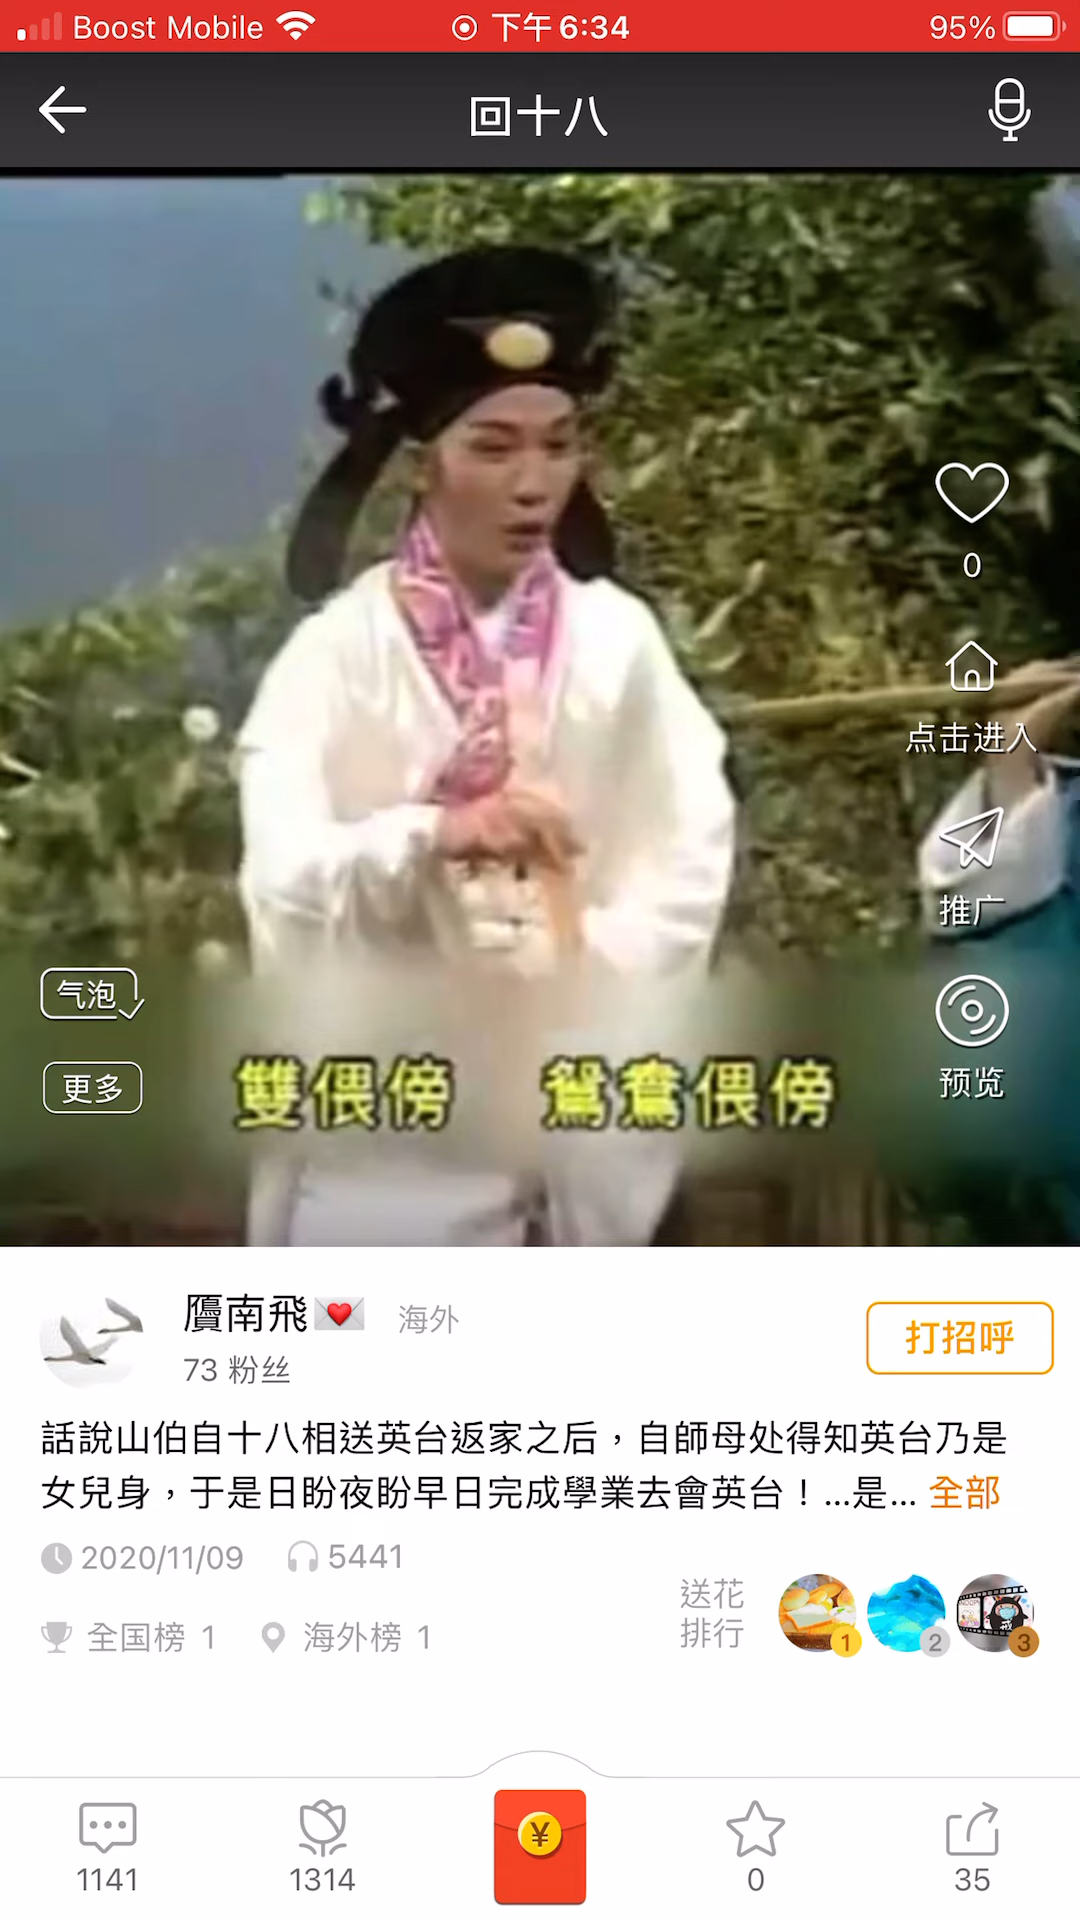 Boost Mobile 下午 6:34 95%
回十八
0
点击进入
推广
气泡
预览
更多
雙偎傍 鴛鴦偎傍
贗南飛 海外
打招呼
73 粉丝
話說山伯自十八相送英台返家之后，自師母处得知英台乃是
女兒身，于是日盼夜盼早日完成學業去會英台！...是... 全部
2020/11/09 5441
送花
排行
1 2 3
全国榜 1 海外榜 1
¥
1141 1314 0 35